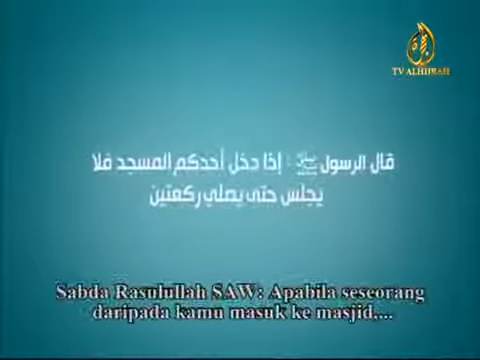 TV ALHIJRAH
قال الرسول ﷺ : إذا دخل أحدكم المسجد فلا
يجلس حتى يصلي ركعتين
Sabda Rasulullah SAW: Apabila seseorang
daripada kamu masuk ke masjid,...